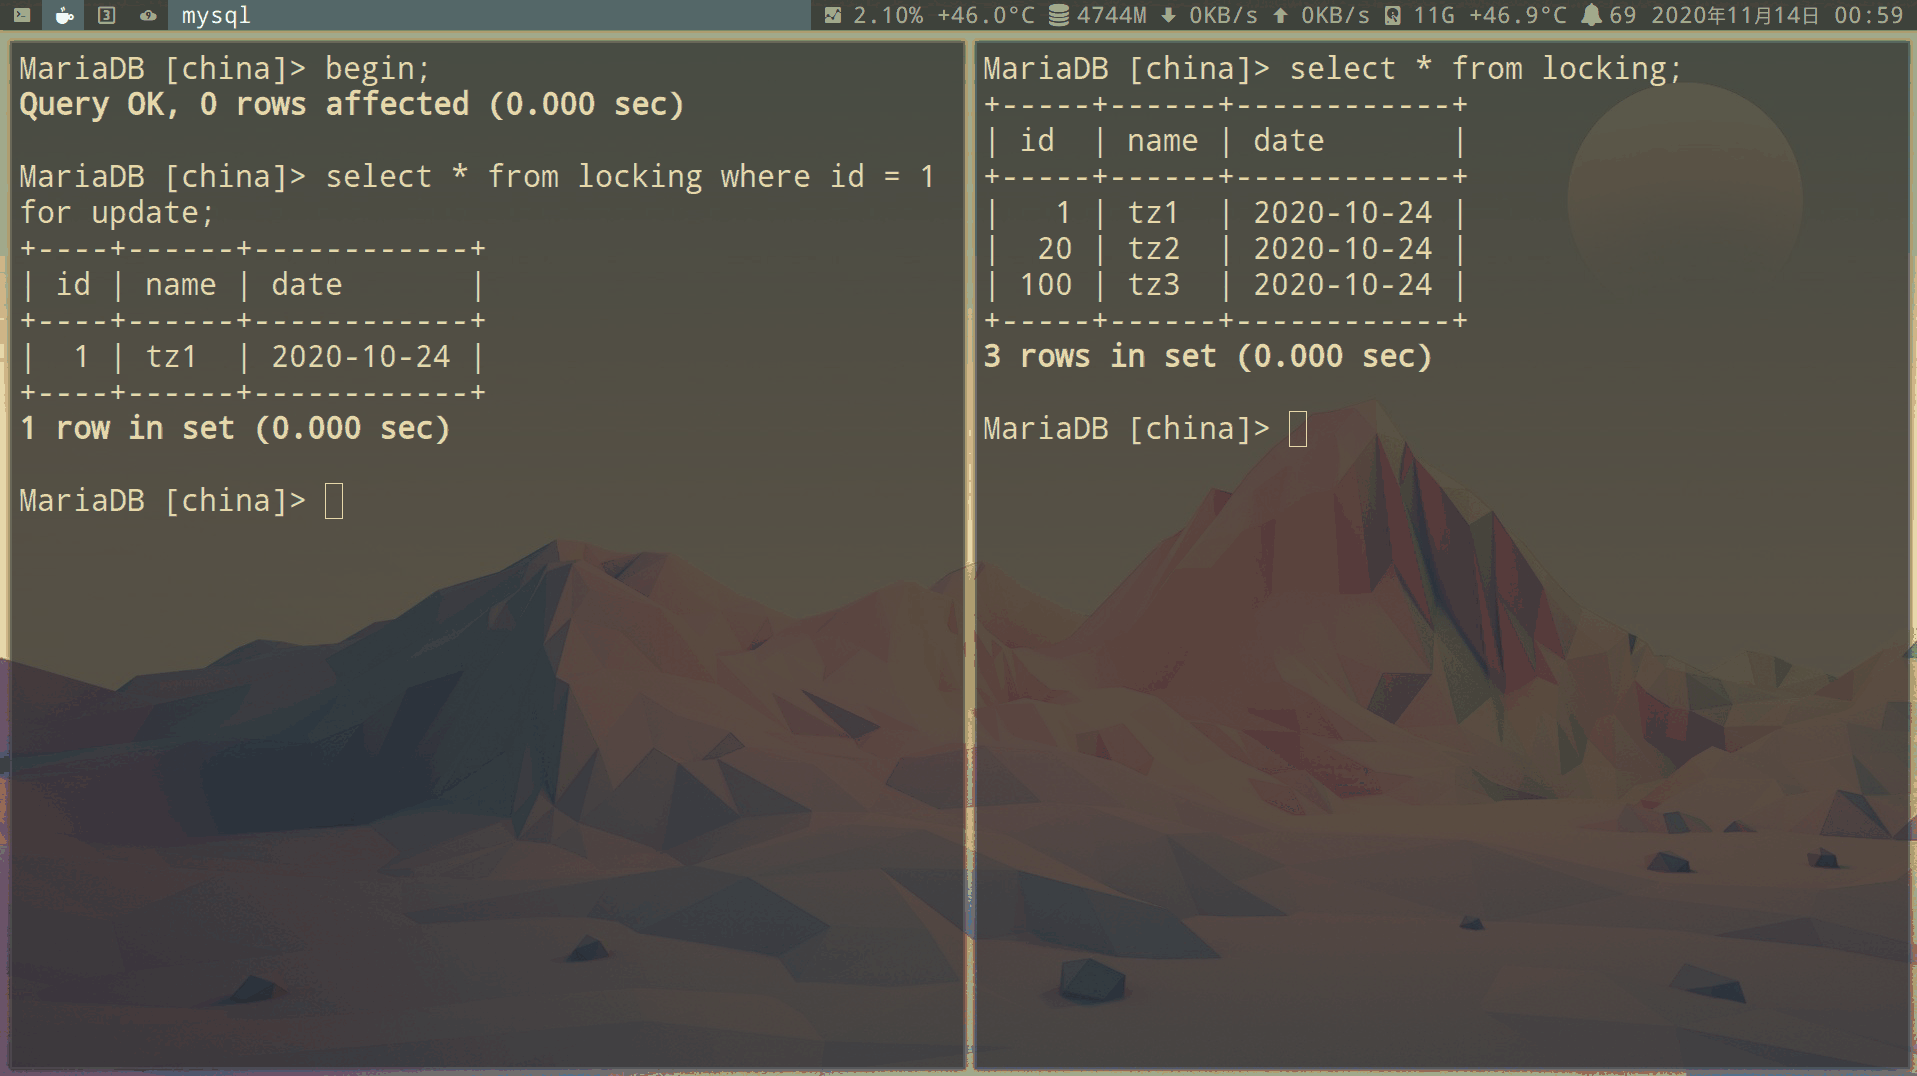 mysql 2.10% +46.0°C 4744M 0KB/s 0KB/s 11G +46.9°C 69 2020年11月14日 00:59
MariaDB [china]> begin;
Query OK, 0 rows affected (0.000 sec)
MariaDB [china]> select * from locking where id = 1
for update;
+----+------+------------+
| id | name | date       |
+----+------+------------+
|  1 | tz1  | 2020-10-24 |
+----+------+------------+
1 row in set (0.000 sec)
MariaDB [china]>
MariaDB [china]> select * from locking;
+-----+------+------------+
| id  | name | date       |
+-----+------+------------+
|   1 | tz1  | 2020-10-24 |
|  20 | tz2  | 2020-10-24 |
| 100 | tz3  | 2020-10-24 |
+-----+------+------------+
3 rows in set (0.000 sec)
MariaDB [china]>